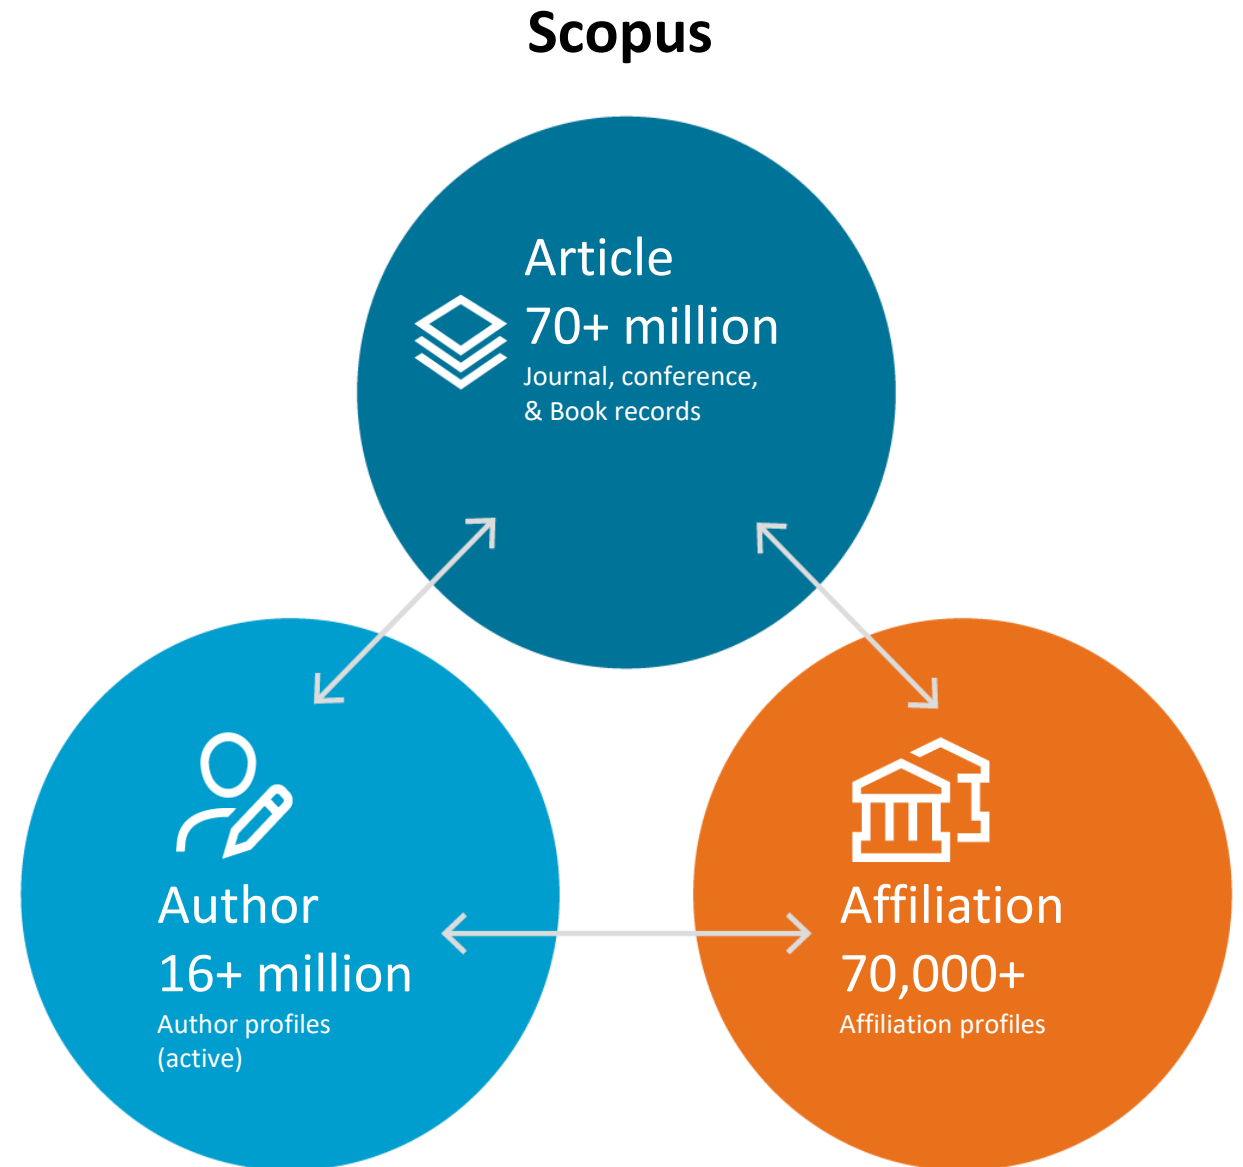 Scopus
Article
70+ million
Journal, conference,
& Book records
Author
16+ million
Author profiles
(active)
Affiliation
70,000+
Affiliation profiles